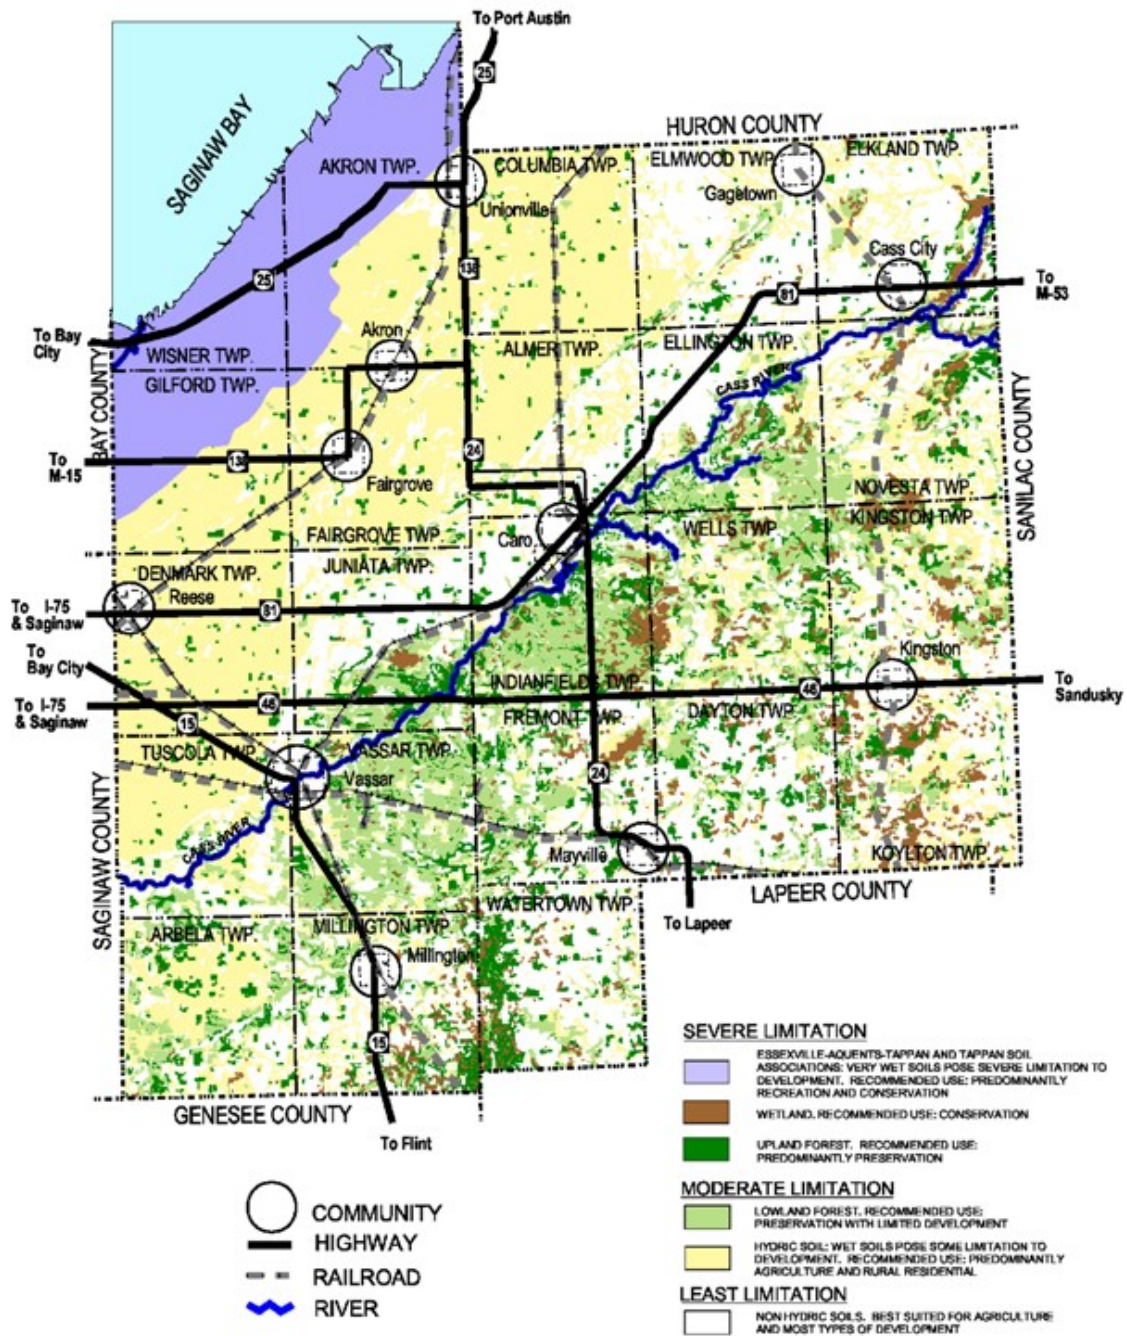 To Port Austin
25
SAGINAW BAY
HURON COUNTY
AKRON TWP.
COLUMBIA TWP.
ELMWOOD TWP.
ELKLAND TWP.
Gagetown
Unionville
Cass City
25
138
81
To
M-53
To Bay
City
Akron
WISNER TWP.
ALMER TWP.
ELLINGTON TWP.
GILFORD TWP.
BAY COUNTY
CASS RIVER
SANILAC COUNTY
To
M-15
138
24
Fairgrove
NOVESTA TWP.
KINGSTON TWP.
FAIRGROVE TWP.
Caro
WELLS TWP.
JUNIATA TWP.
DENMARK TWP.
Reese
To I-75
& Saginaw
81
To
Bay City
Kingston
INDIANFIELDS TWP.
To I-75
& Saginaw
46
46
To
Sandusky
15
FREMONT TWP.
DAYTON TWP.
TUSCOLA TWP.
VASSAR TWP.
Vassar
24
SAGINAW COUNTY
CASS RIVER
Mayville
KOYLTON TWP.
LAPEER COUNTY
WATERTOWN TWP.
To Lapeer
ARBELA TWP.
MILLINGTON TWP.
Millington
15
GENESEE COUNTY
To Flint
COMMUNITY
HIGHWAY
RAILROAD
RIVER
SEVERE LIMITATION
ESSEXVILLE-AQUENTS-TAPPAN AND TAPPAN SOIL
ASSOCIATIONS: VERY WET SOILS POSE SEVERE LIMITATION TO
DEVELOPMENT. RECOMMENDED USE: PREDOMINANTLY
RECREATION AND CONSERVATION
WETLAND. RECOMMENDED USE: CONSERVATION
UPLAND FOREST. RECOMMENDED USE:
PREDOMINANTLY PRESERVATION
MODERATE LIMITATION
LOWLAND FOREST. RECOMMENDED USE:
PRESERVATION WITH LIMITED DEVELOPMENT
HYDRIC SOIL: WET SOILS POSE SOME LIMITATION TO
DEVELOPMENT. RECOMMENDED USE: PREDOMINANTLY
AGRICULTURE AND RURAL RESIDENTIAL
LEAST LIMITATION
NON HYDRIC SOILS. BEST SUITED FOR AGRICULTURE
AND MOST TYPES OF DEVELOPMENT